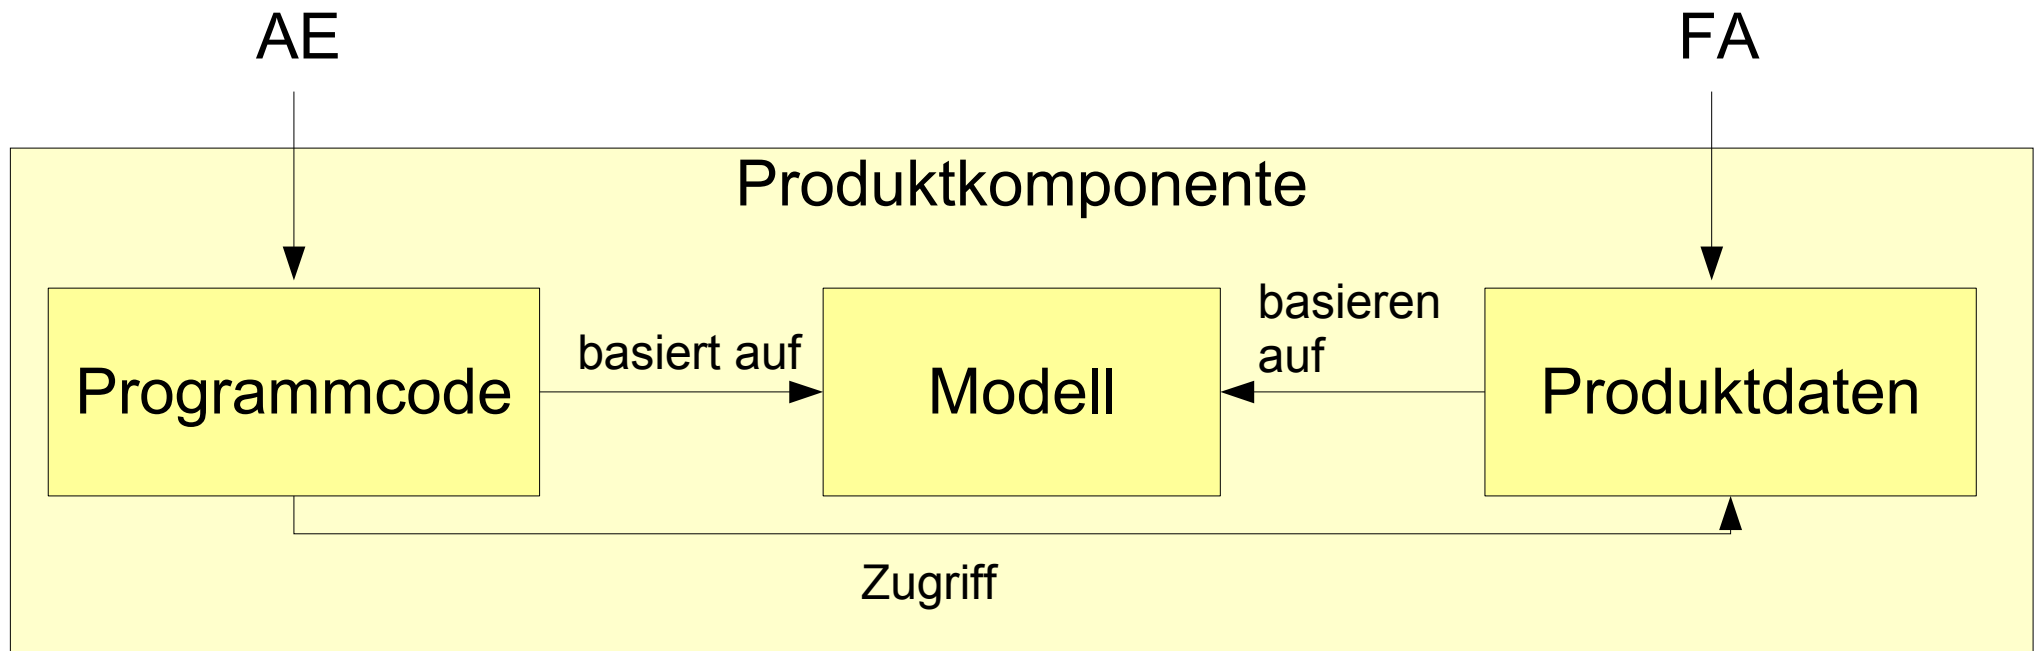 AE
FA
Produktkomponente
Programmcode
basiert auf
Modell
basieren
auf
Produktdaten
Zugriff